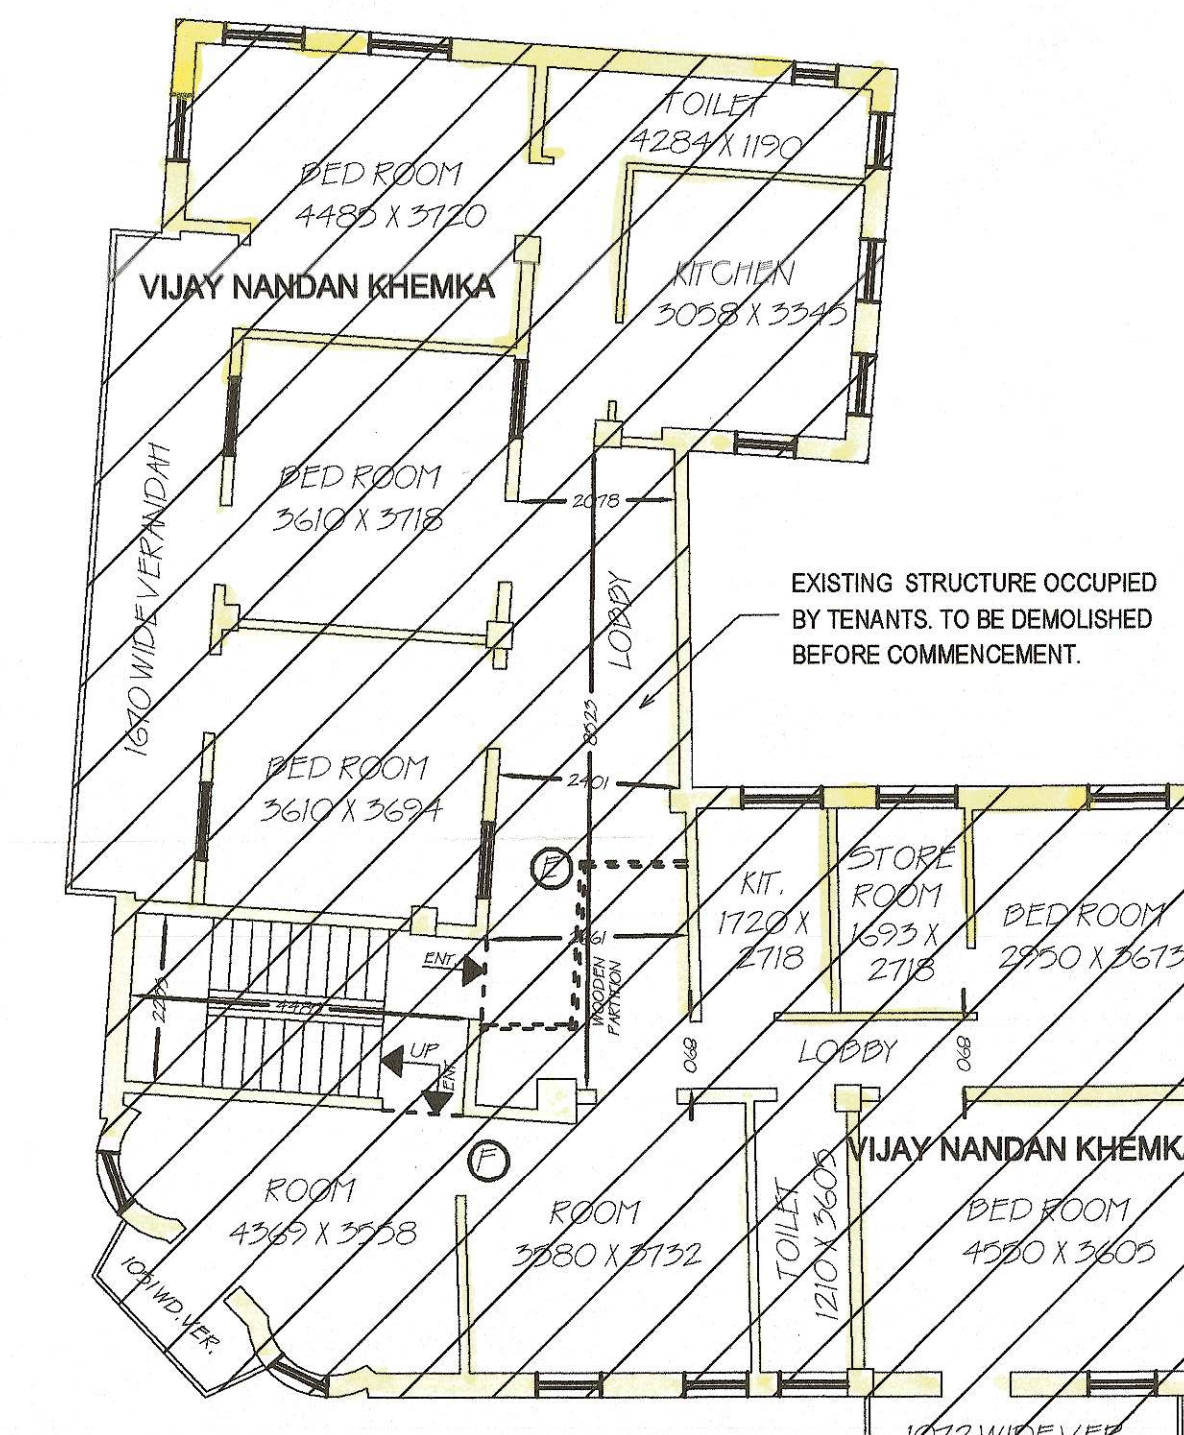 TOILET
4284 X 1190
BED ROOM
4485 X 3720
KITCHEN
3058 X 3345
VIJAY NANDAN KHEMKA
BED ROOM
3610 X 3718
2078
1670 WIDE VERANDAH
LOBBY
EXISTING STRUCTURE OCCUPIED
BY TENANTS. TO BE DEMOLISHED
BEFORE COMMENCEMENT.
8523
BED ROOM
3610 X 3694
2401
E
KIT.
1720 X
2718
STORE
ROOM
1693 X
2718
BED ROOM
2950 X 3673
ENT.
WOODEN
PARTITION
UP
ENT.
890
LOBBY
890
F
VIJAY NANDAN KHEMKA
ROOM
4369 X 3558
ROOM
3580 X 3732
TOILET
1210 X 3605
BED ROOM
4550 X 3605
1051 WD. VER.